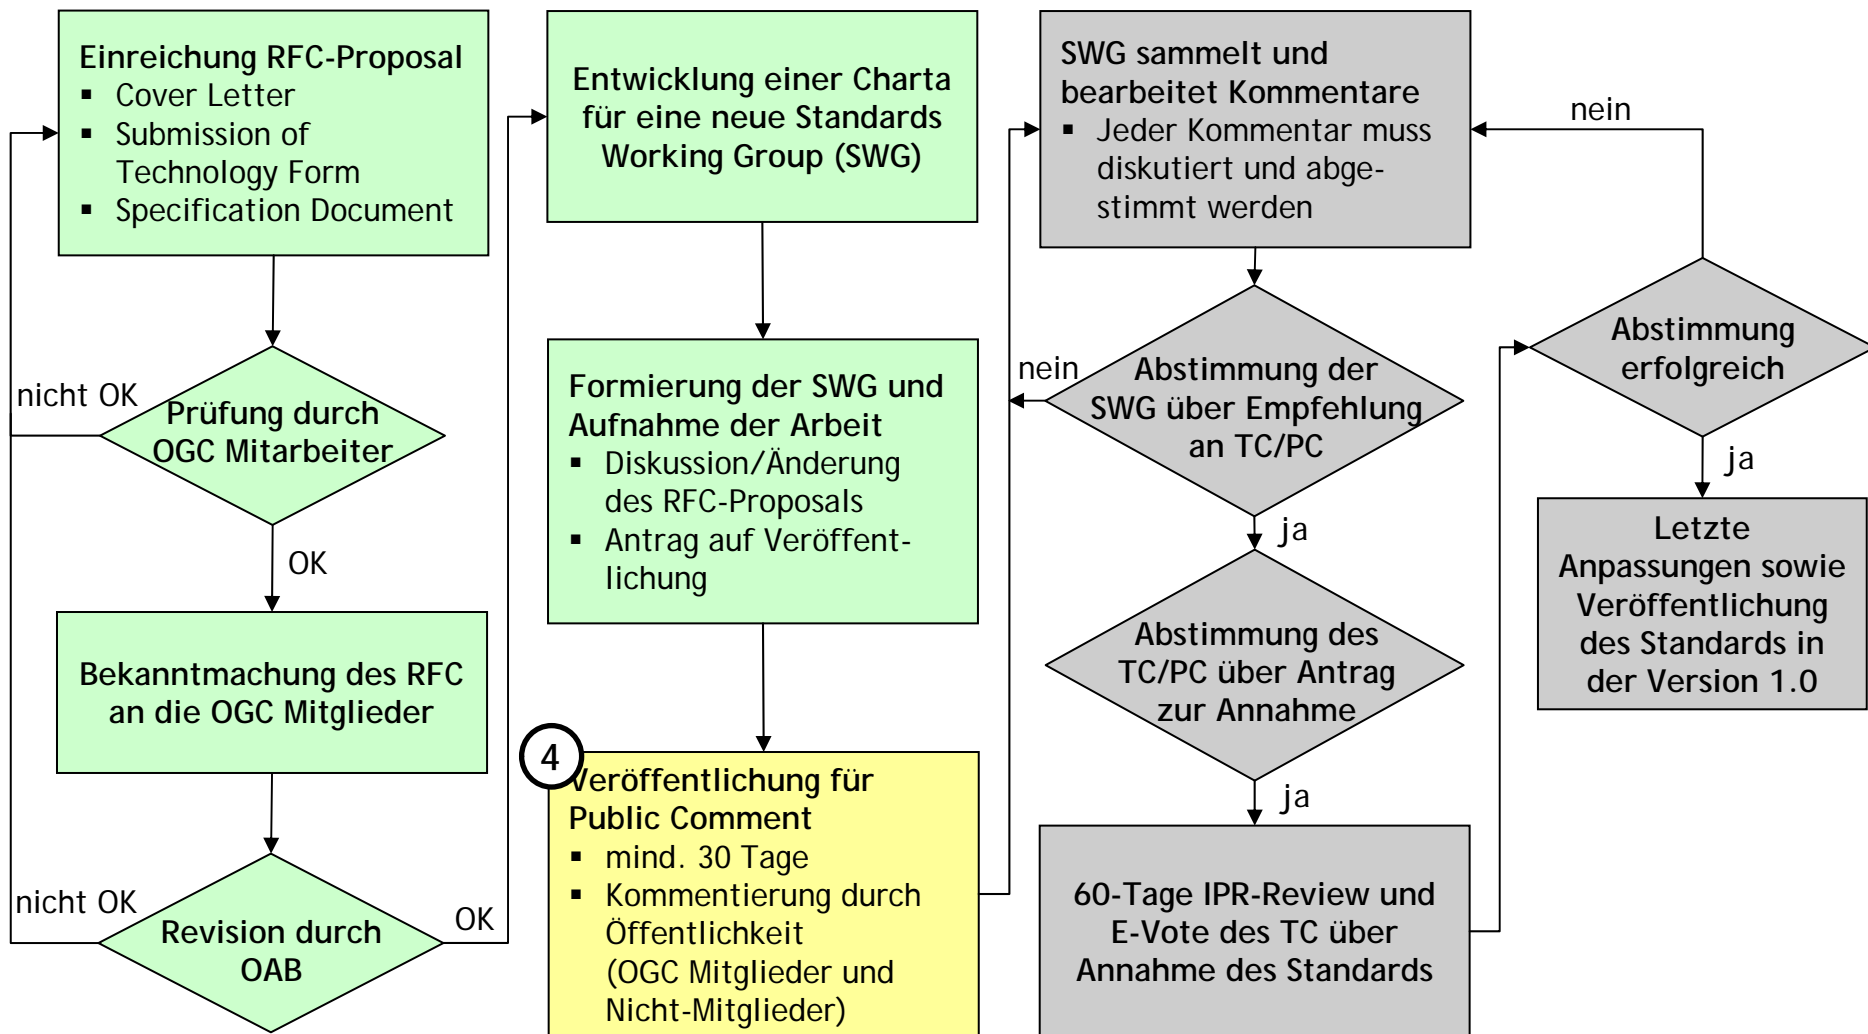 Einreichung RFC-Proposal
▪ Cover Letter
▪ Submission of
Technology Form
▪ Specification Document
nicht OK
Prüfung durch
OGC Mitarbeiter
OK
Bekanntmachung des RFC
an die OGC Mitglieder
nicht OK
Revision durch
OAB
OK
Entwicklung einer Charta
für eine neue Standards
Working Group (SWG)
Formierung der SWG und
Aufnahme der Arbeit
▪ Diskussion/Änderung
des RFC-Proposals
▪ Antrag auf Veröffent-
lichung
4
Veröffentlichung für
Public Comment
▪ mind. 30 Tage
▪ Kommentierung durch
Öffentlichkeit
(OGC Mitglieder und
Nicht-Mitglieder)
SWG sammelt und
bearbeitet Kommentare
▪ Jeder Kommentar muss
diskutiert und abge-
stimmt werden
nein
Abstimmung der
SWG über Empfehlung
an TC/PC
ja
Abstimmung des
TC/PC über Antrag
zur Annahme
ja
60-Tage IPR-Review und
E-Vote des TC über
Annahme des Standards
nein
Abstimmung
erfolgreich
ja
Letzte
Anpassungen sowie
Veröffentlichung
des Standards in
der Version 1.0